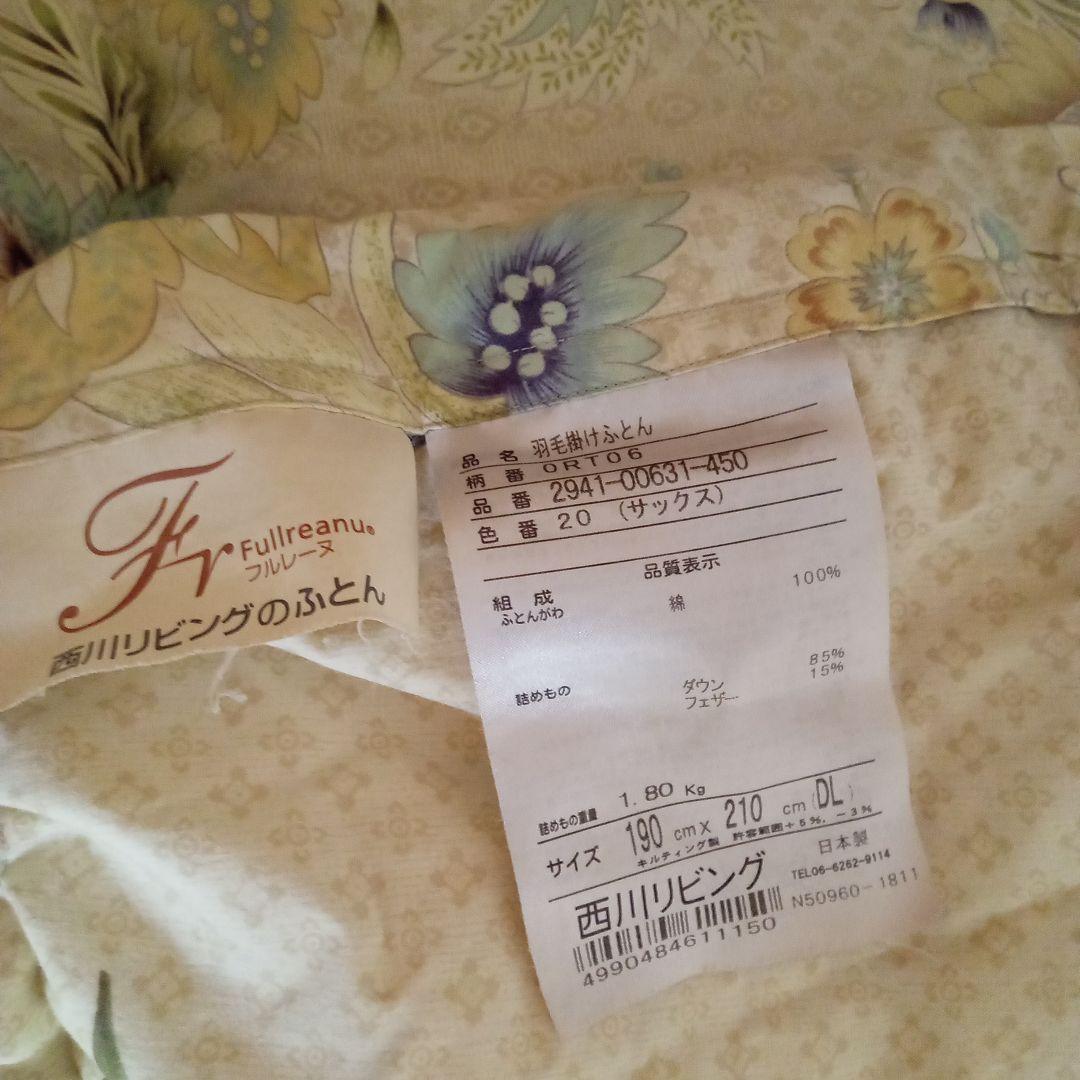 Fr
Fullreanu®
フルレーヌ
西川リビングのふとん
品 名 羽毛掛けふとん
柄 番 ORT06
品 番 2941-00631-450
色 番 20 (サックス)
品質表示
組 成
ふとんがわ 綿 100%
詰めもの ダウン 85%
フェザー 15%
詰めもの重量 1.80 Kg
サイズ 190 cm X 210 cm (DL)
キルティング製 許容範囲+5%, -3%
西川リビング 日本製
TEL06-6262-9114
N50960-1811
4990484611150